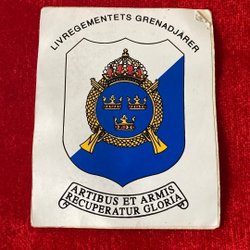 LIVREGEMENTETS GRENADJÄRER
ARTIBUS ET ARMIS
RECUPERATUR GLORIA